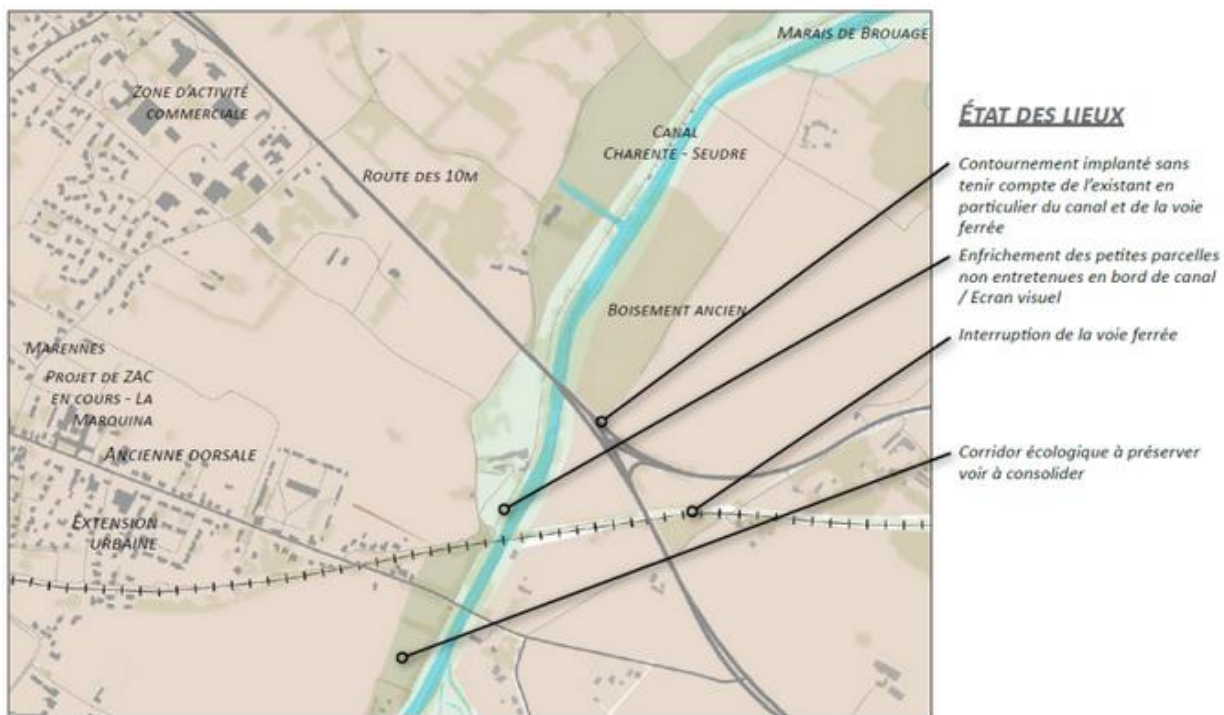 MARAIS DE BROUAGE
ZONE D'ACTIVITÉ
COMMERCIALE
CANAL
CHARENTE - SEUDRE
ROUTE DES 10M
BOISEMENT ANCIEN
MARENNES
PROJET DE ZAC
EN COURS - LA
MARQUINA
ANCIENNE DORSALE
EXTENSION
URBAINE
ÉTAT DES LIEUX
Contournement implanté sans
tenir compte de l'existant en
particulier du canal et de la voie
ferrée
Enfrichement des petites parcelles
non entretenues en bord de canal
/ Ecran visuel
Interruption de la voie ferrée
Corridor écologique à préserver
voir à consolider